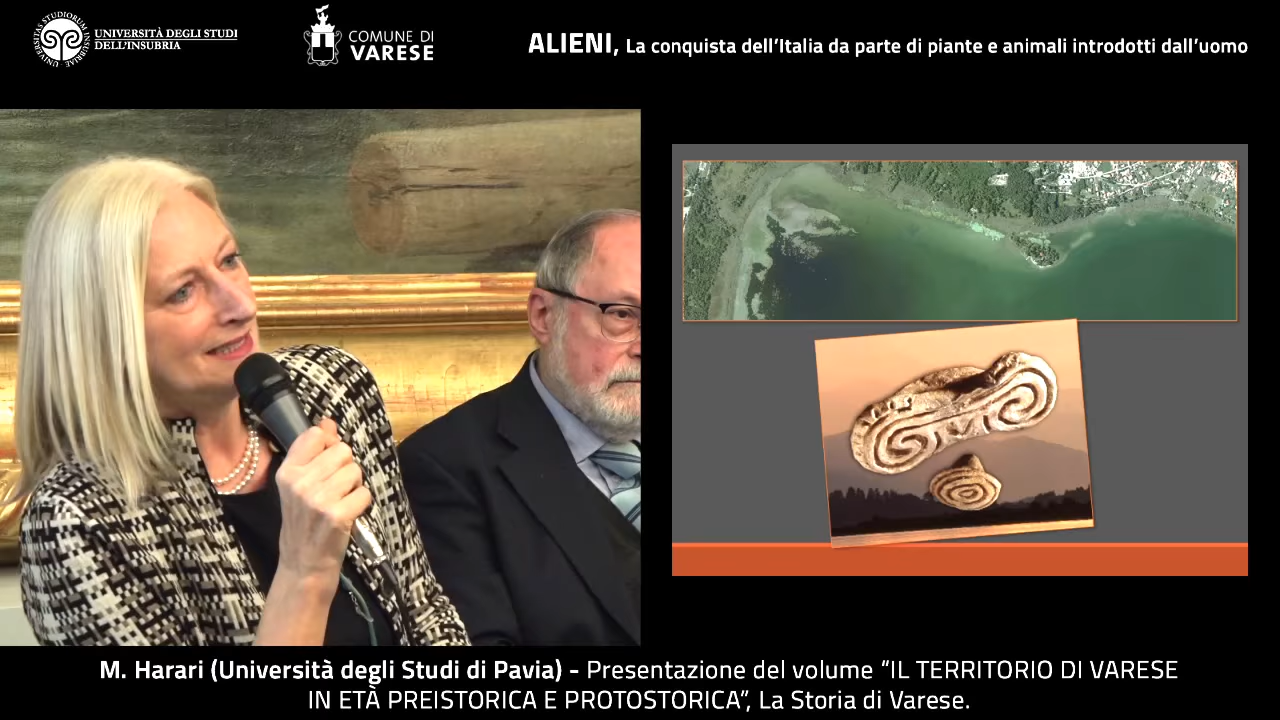 UNIVERSITÀ DEGLI STUDI
DELL'INSUBRIA
COMUNE DI
VARESE
ALIENI, La conquista dell'Italia da parte di piante e animali introdotti dall'uomo
M. Harari (Università degli Studi di Pavia) - Presentazione del volume “IL TERRITORIO DI VARESE
IN ETÀ PREISTORICA E PROTOSTORICA”, La Storia di Varese.